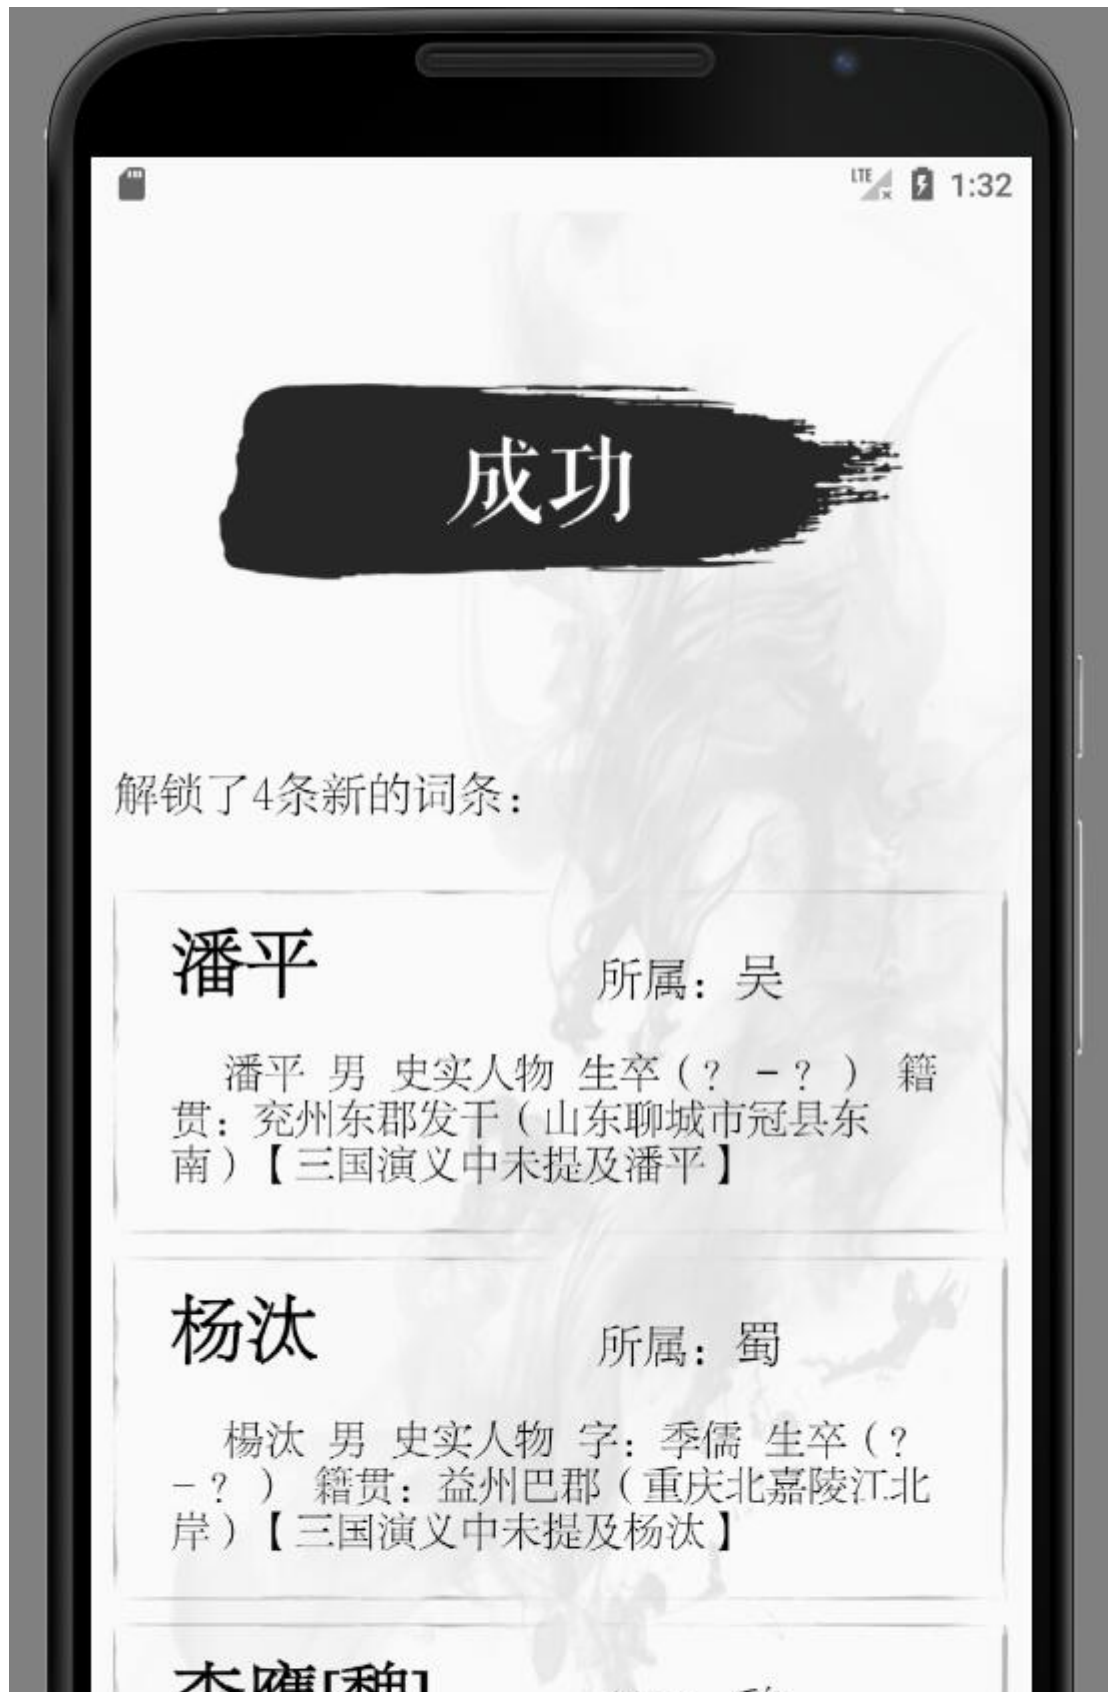 LTE 1:32
成功
解锁了4条新的词条：
潘平
所属：吴
潘平 男 史实人物 生卒（? －? ） 籍
贯：兖州东郡发干（山东聊城市冠县东
南）【三国演义中未提及潘平】
杨汰
所属：蜀
楊汰 男 史实人物 字：季儒 生卒（?
－? ） 籍贯：益州巴郡（重庆北嘉陵江北
岸）【三国演义中未提及杨汰】